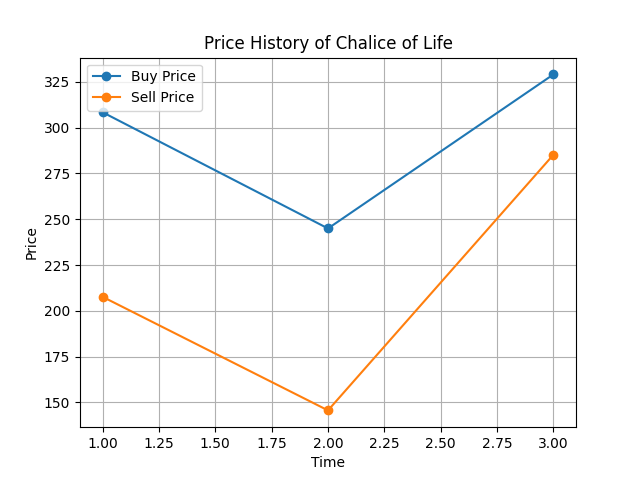 Price History of Chalice of Life
Buy Price
Sell Price
Price
325
300
275
250
225
200
175
150
1.00 1.25 1.50 1.75 2.00 2.25 2.50 2.75 3.00
Time